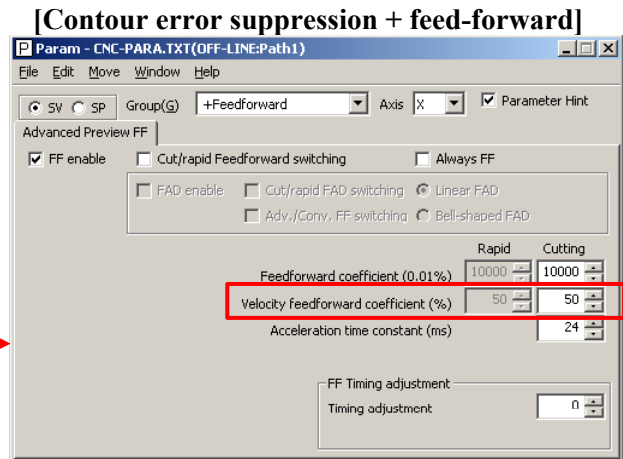 [Contour error suppression + feed-forward]
P Param - CNC-PARA.TXT(OFF-LINE:Path1)
File Edit Move Window Help
SV SP Group(G) +Feedforward Axis X Parameter Hint
Advanced Preview FF
FF enable Cut/rapid Feedforward switching Always FF
FAD enable Cut/rapid FAD switching Linear FAD
Adv./Conv. FF switching Bell-shaped FAD
Rapid Cutting
Feedforward coefficient (0.01%) 10000 10000
Velocity feedforward coefficient (%) 50 50
Acceleration time constant (ms) 24
FF Timing adjustment
Timing adjustment 0